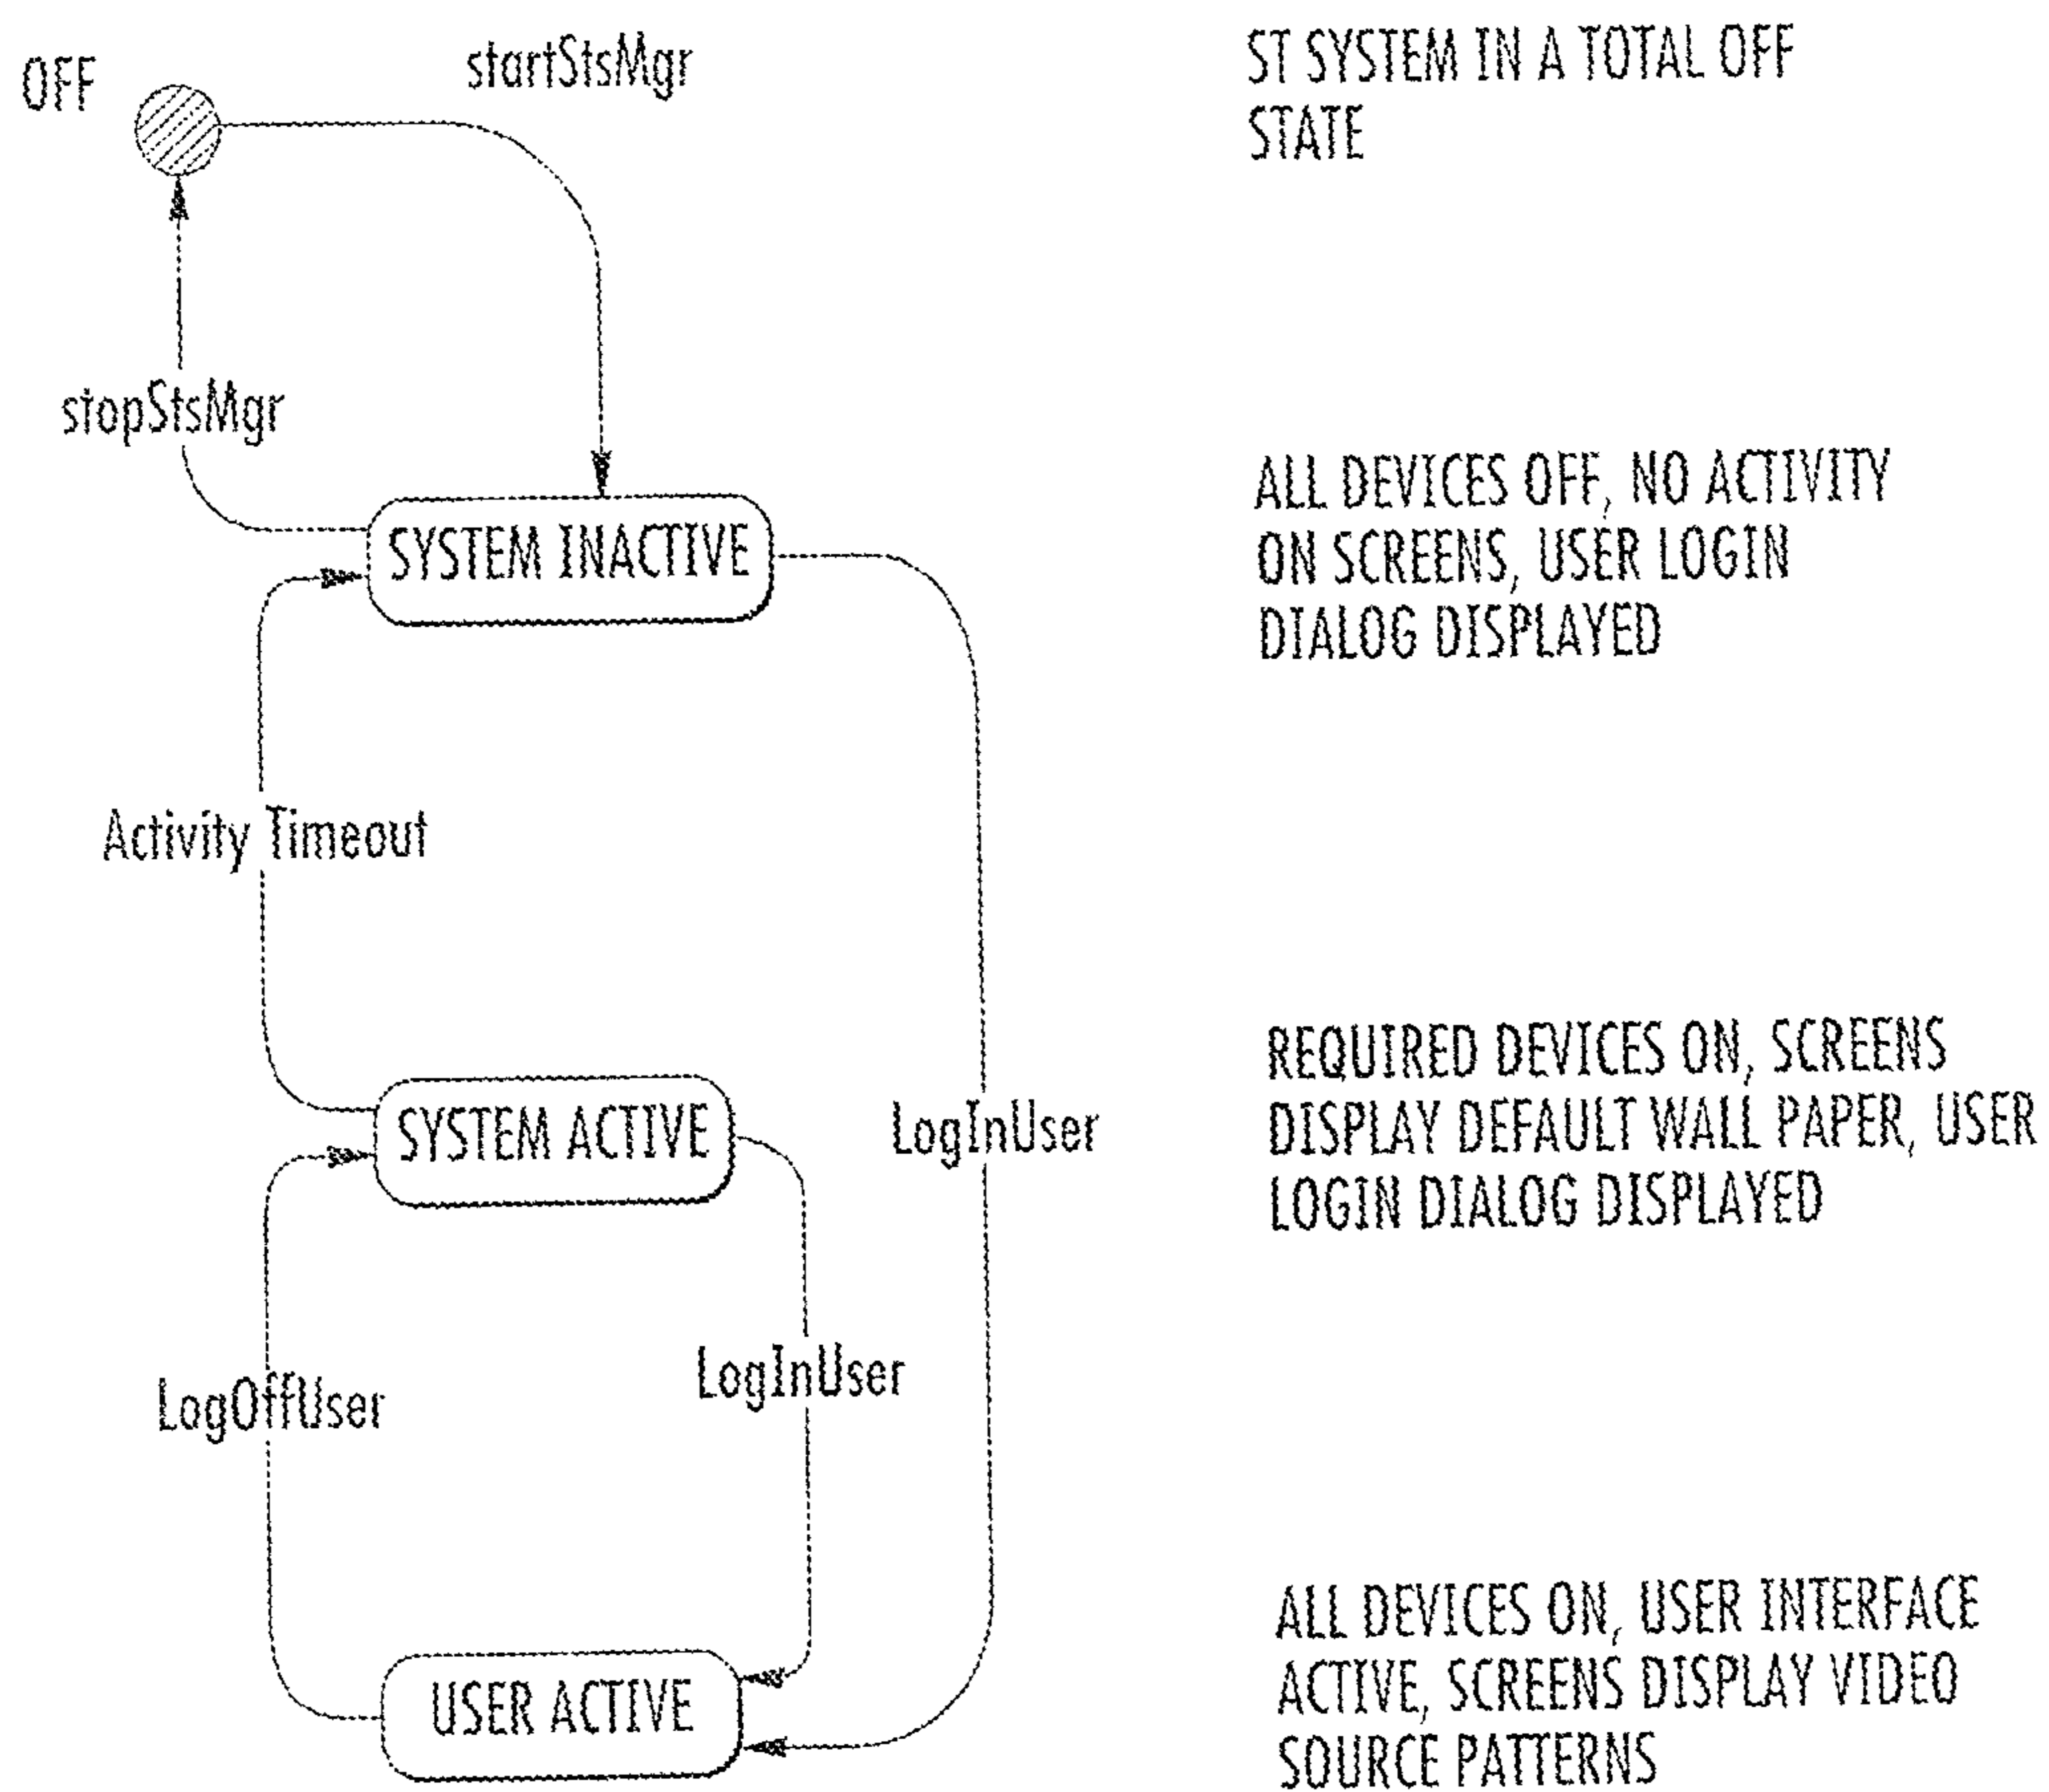 OFF
startStsMgr
ST SYSTEM IN A TOTAL OFF
STATE
stopStsMgr
SYSTEM INACTIVE
ALL DEVICES OFF, NO ACTIVITY
ON SCREENS, USER LOGIN
DIALOG DISPLAYED
Activity Timeout
SYSTEM ACTIVE
LogInUser
REQUIRED DEVICES ON, SCREENS
DISPLAY DEFAULT WALL PAPER, USER
LOGIN DIALOG DISPLAYED
LogOffUser
LogInUser
USER ACTIVE
ALL DEVICES ON, USER INTERFACE
ACTIVE, SCREENS DISPLAY VIDEO
SOURCE PATTERNS